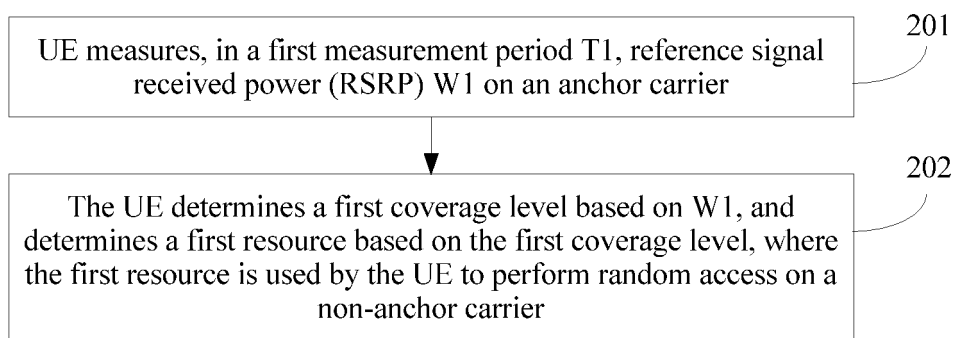 201
UE measures, in a first measurement period T1, reference signal
received power (RSRP) W1 on an anchor carrier
202
The UE determines a first coverage level based on W1, and
determines a first resource based on the first coverage level, where
the first resource is used by the UE to perform random access on a
non-anchor carrier